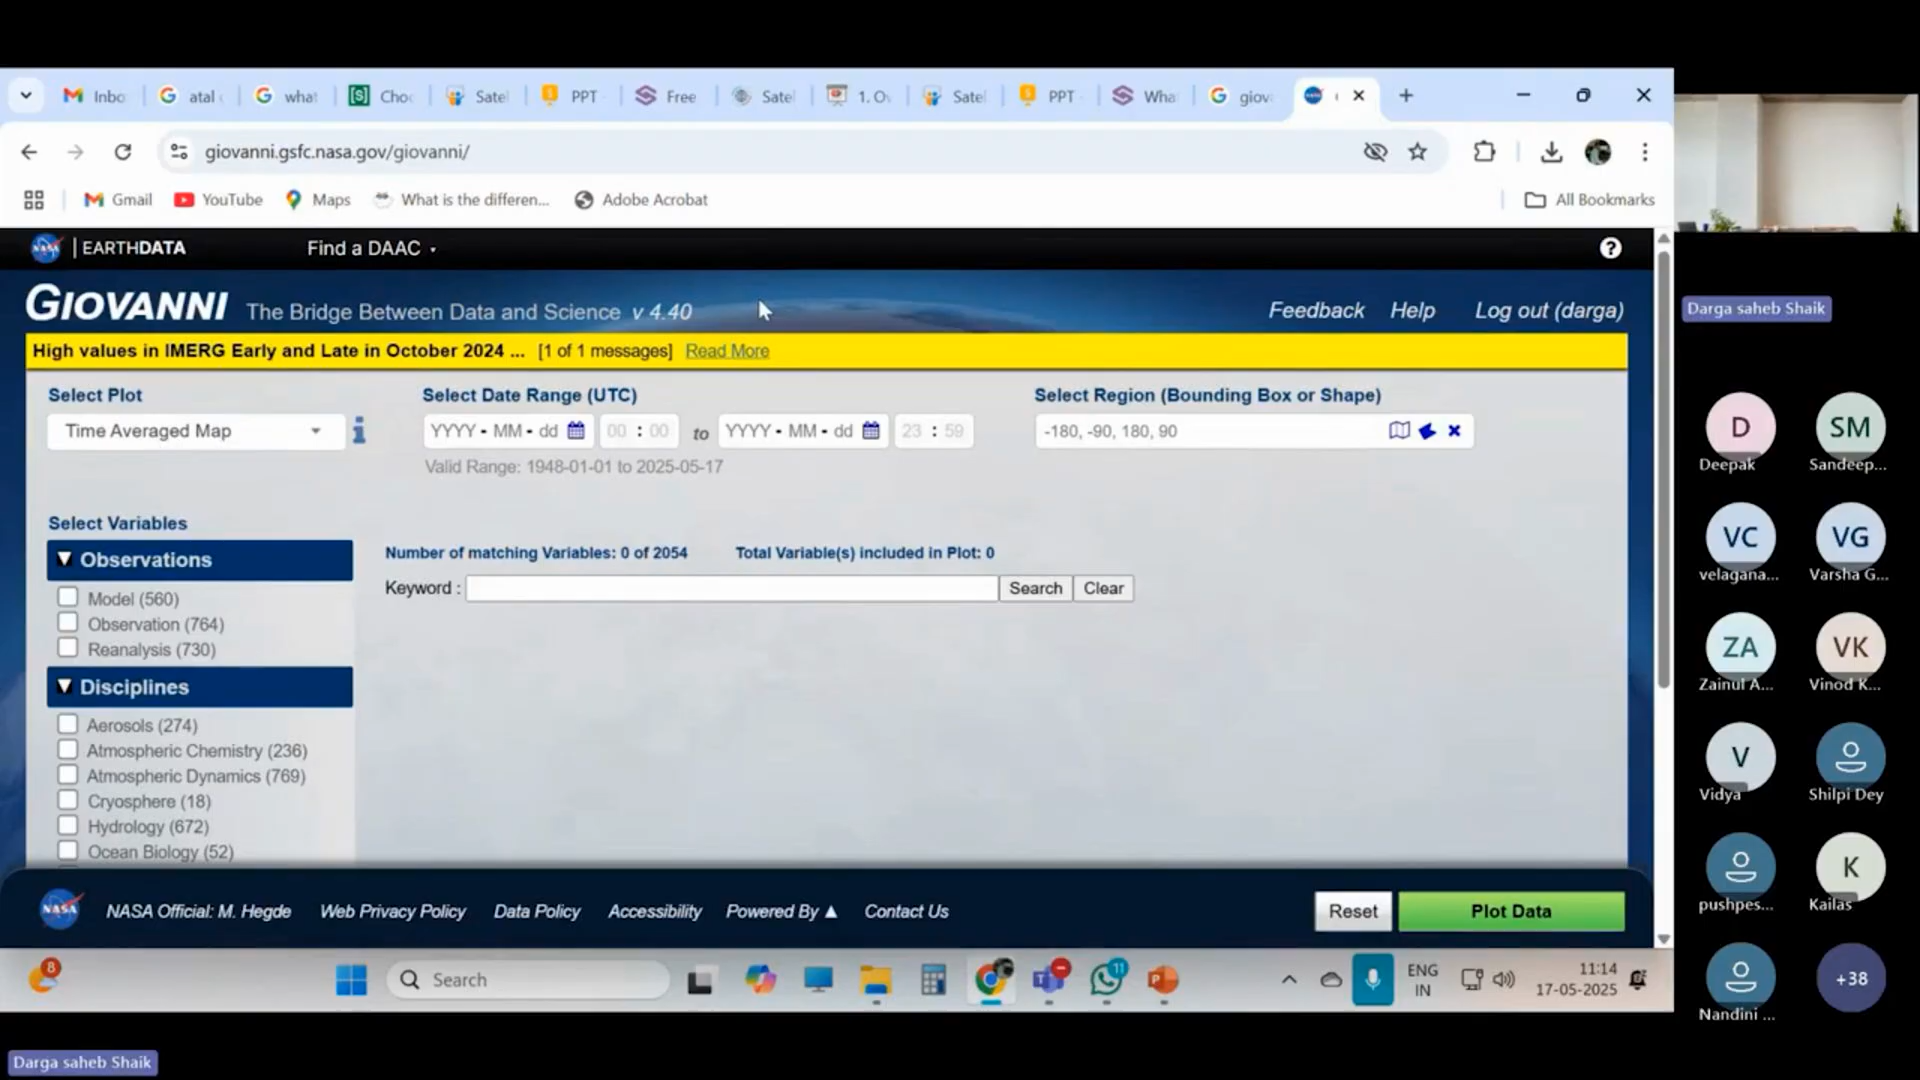 Inbo
atal
what
Choc
Satel
PPT
Free
Satel
1. Ov
Satel
PPT
Wha
giov
giovanni.gsfc.nasa.gov/giovanni/
Gmail
YouTube
Maps
What is the differen...
Adobe Acrobat
All Bookmarks
NASA
EARTHDATA
Find a DAAC
?
GIOVANNI The Bridge Between Data and Science v 4.40
Feedback Help Log out (darga)
High values in IMERG Early and Late in October 2024 ... [1 of 1 messages] Read More
Select Plot
Select Date Range (UTC)
Select Region (Bounding Box or Shape)
Time Averaged Map
YYYY - MM - dd 00 : 00 to YYYY - MM - dd 23 : 59
-180, -90, 180, 90
Valid Range: 1948-01-01 to 2025-05-17
Select Variables
Observations
Model (560)
Observation (764)
Reanalysis (730)
Disciplines
Aerosols (274)
Atmospheric Chemistry (236)
Atmospheric Dynamics (769)
Cryosphere (18)
Hydrology (672)
Ocean Biology (52)
Number of matching Variables: 0 of 2054 Total Variable(s) included in Plot: 0
Keyword : Search Clear
NASA
NASA Official: M. Hegde
Web Privacy Policy
Data Policy
Accessibility
Powered By ▲
Contact Us
Reset
Plot Data
8
Search
11
ENG
IN
11:14
17-05-2025
Darga saheb Shaik
D
Deepak
SM
Sandeep...
VC
velagana...
VG
Varsha G...
ZA
Zainul A...
VK
Vinod K...
V
Vidya
Shilpi Dey
pushpes...
K
Kailas
Nandini ...
+38
Darga saheb Shaik